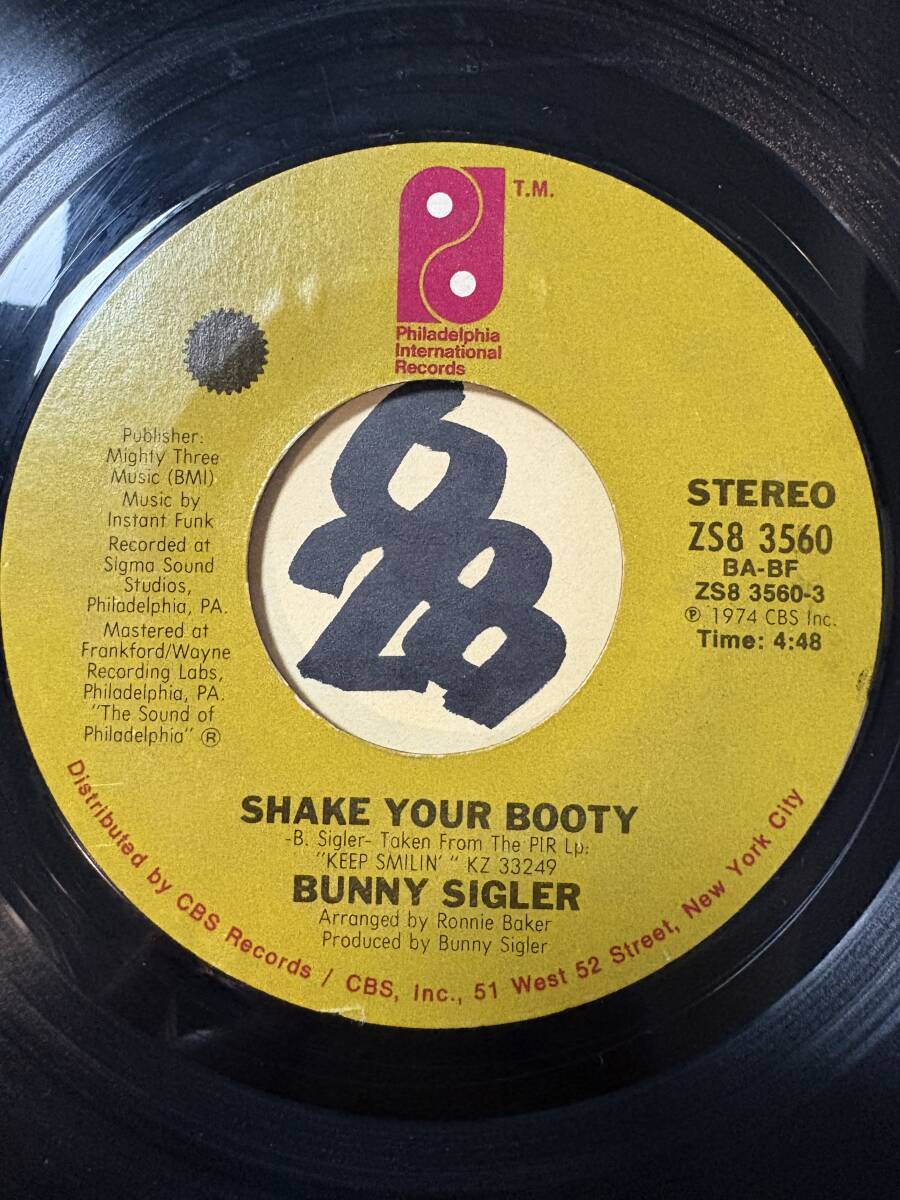 T.M.
Philadelphia
International
Records
Publisher:
Mighty Three
Music (BMI)
Music by
Instant Funk
Recorded at
Sigma Sound
Studios,
Philadelphia, PA.
Mastered at
Frankford/Wayne
Recording Labs,
Philadelphia, PA.
"The Sound of
Philadelphia" ®
STEREO
ZS8 3560
BA-BF
ZS8 3560-3
℗ 1974 CBS Inc.
Time: 4:48
SHAKE YOUR BOOTY
-B. Sigler- Taken From The PIR Lp:
"KEEP SMILIN' " KZ 33249
BUNNY SIGLER
Arranged by Ronnie Baker
Produced by Bunny Sigler
Distributed by CBS Records / CBS, Inc., 51 West 52 Street, New York City